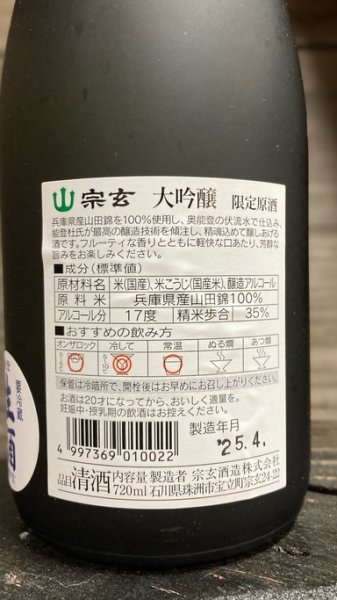 宗玄 大吟醸 限定原酒
兵庫県産山田錦を100%使用し、奥能登の伏流水で仕込み、
能登杜氏が最高の醸造技術を傾注し、精魂込めて醸しあげる
酒です。フルーティな香りとともに軽快な口あたり、芳醇な
旨みをお楽しみください。
■成分(標準値)
原材料名 米(国産)、米こうじ(国産米)、醸造アルコール
原料米 兵庫県産山田錦100%
アルコール分 17度 精米歩合 35%
■おすすめの飲み方
オンザロック 冷して 常温 ぬる燗 あつ燗
保管は冷暗所で、開栓後はお早めにお召し上がりください。
お酒は20才になってから。おいしく適量を。
妊娠中・授乳期の飲酒はお控えください。
製造年月
25.4.
4997369010022
品目 清酒 内容量 720ml 製造者 宗玄酒造株式会社
石川県珠洲市宝立町宗玄24-22
要冷蔵